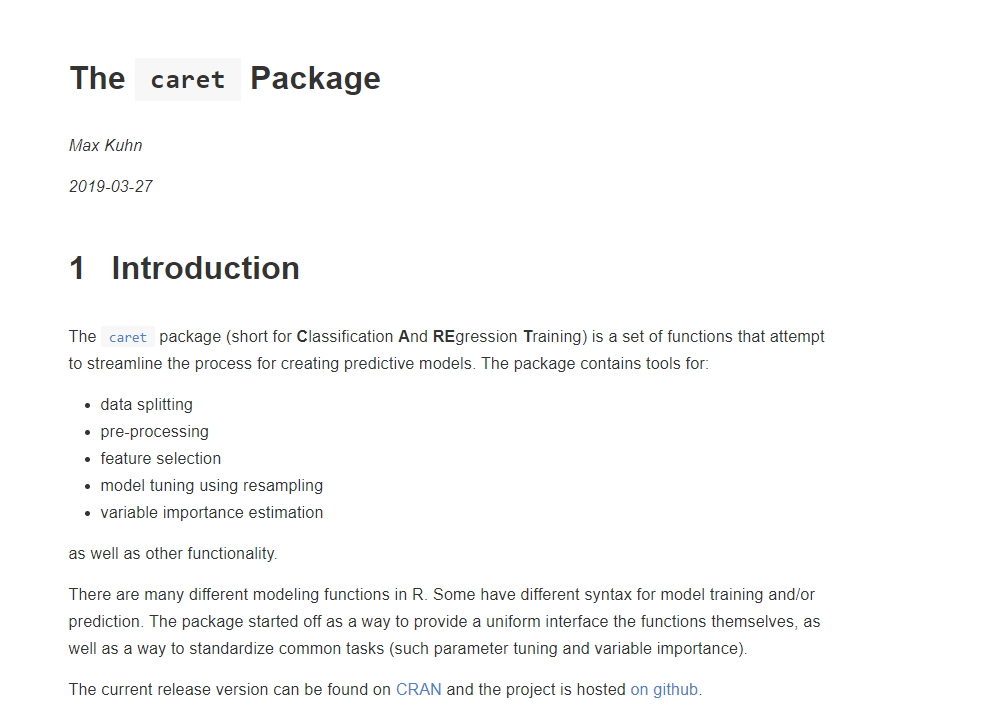 The caret Package
Max Kuhn
2019-03-27
1 Introduction
The caret package (short for Classification And REgression Training) is a set of functions that attempt
to streamline the process for creating predictive models. The package contains tools for:
• data splitting
• pre-processing
• feature selection
• model tuning using resampling
• variable importance estimation
as well as other functionality.
There are many different modeling functions in R. Some have different syntax for model training and/or
prediction. The package started off as a way to provide a uniform interface the functions themselves, as
well as a way to standardize common tasks (such parameter tuning and variable importance).
The current release version can be found on CRAN and the project is hosted on github.